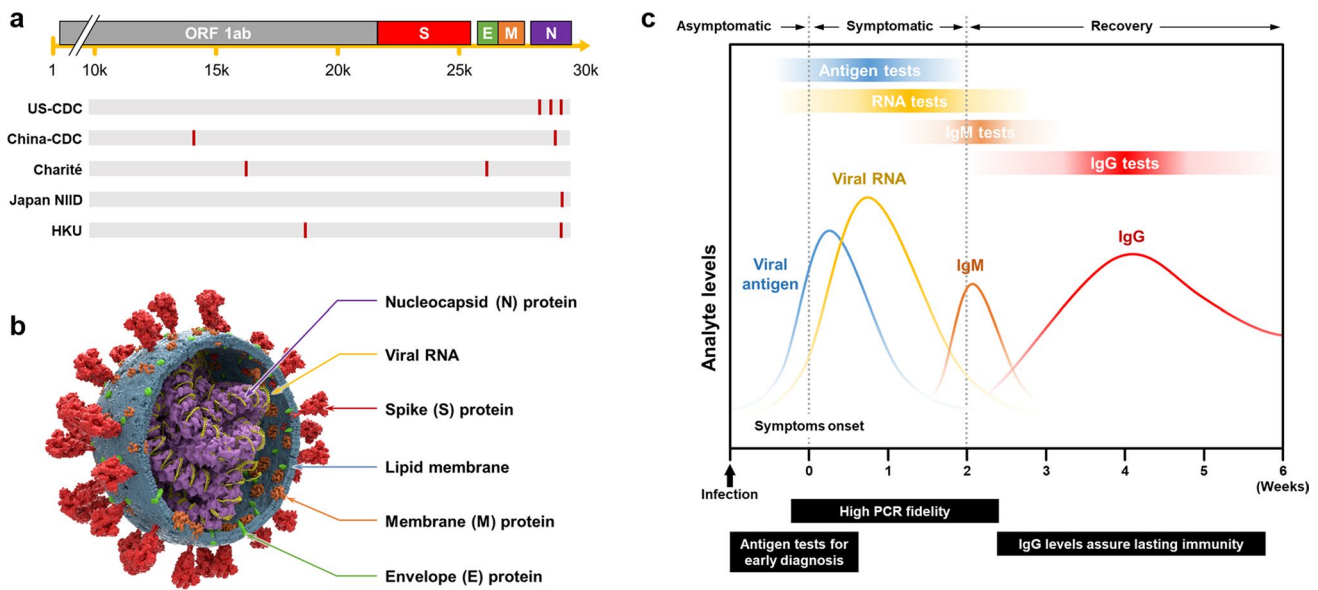 a
ORF 1ab S E M N
1 10k 15k 20k 25k 30k
US-CDC
China-CDC
Charité
Japan NIID
HKU
b
Nucleocapsid (N) protein
Viral RNA
Spike (S) protein
Lipid membrane
Membrane (M) protein
Envelope (E) protein
c
Asymptomatic Symptomatic Recovery
Antigen tests
RNA tests
IgM tests
IgG tests
Viral RNA
IgG
Viral
antigen
IgM
Analyte levels
Symptoms onset
0 1 2 3 4 5 6
(Weeks)
Infection
High PCR fidelity
Antigen tests for
early diagnosis
IgG levels assure lasting immunity